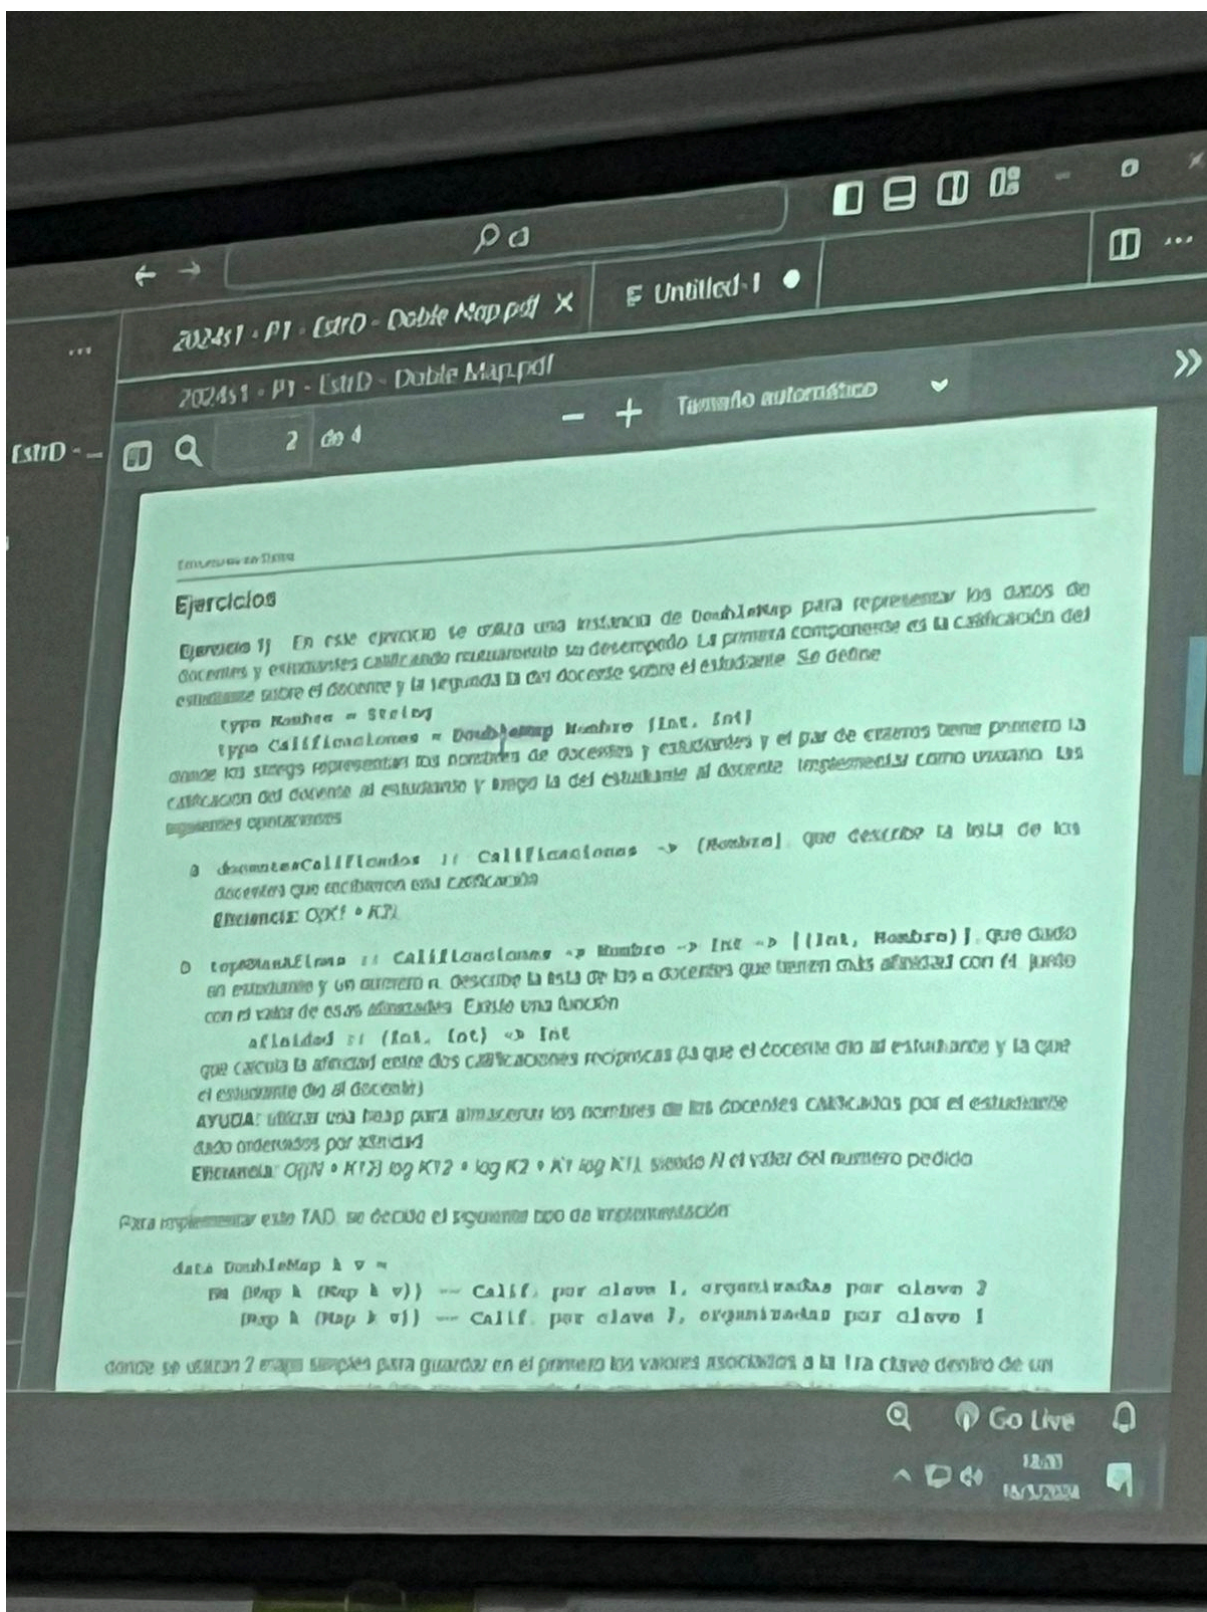 2024s1 - P1 - EstrD - Doble Map.pdf
Untitled-1
2024s1 - P1 - EstrD - Doble Map.pdf
EstrD - ...
2 de 4
Tamaño automático
Ejercicios
Ejercicio 1) En este ejercicio se utiliza una instancia de DoubleMap para representar los datos de
docentes y estudiantes calificando mutuamente su desempeño. La primera componente es la calificación del
estudiante sobre el docente y la segunda la del docente sobre el estudiante. Se define
type Nombre = String
type Calificaciones = DoubleMap Nombre (Int, Int)
donde los strings representan los nombres de docentes y estudiantes y el par de enteros tiene primero la
calificación del docente al estudiante y luego la del estudiante al docente. Implementar como usuario las
siguientes operaciones
docentesCalificados :: Calificaciones -> [Nombre], que describe la lista de los
docentes que recibieron una calificación
Eficiencia: O(K1 * K2)
:: Calificaciones -> Nombre -> Int -> [(Int, Nombre)], que dado
un estudiante y un número n, describe la lista de los n docentes que tienen más afinidad con él, junto
con el valor de esas afinidades. Existe una función
afinidad :: (Int, Int) -> Int
que calcula la afinidad entre dos calificaciones recíprocas (la que el docente dio al estudiante y la que
el estudiante dio al docente)
AYUDA: utilizar una heap para almacenar los nombres de los docentes calificados por el estudiante
dado ordenados por afinidad
Eficiencia: siendo N el valor del número pedido
Para implementar este TAD, se decide el siguiente tipo de implementación
data DoubleMap k v =
(Map k (Map k v)) -- Calif. por clave 1, organizadas por clave 2
(Map k (Map k v)) -- Calif. por clave 2, organizadas por clave 1
donde se utilizan 2 maps simples para guardar en el primero los valores asociados a la 1ra clave dentro de un
Go Live